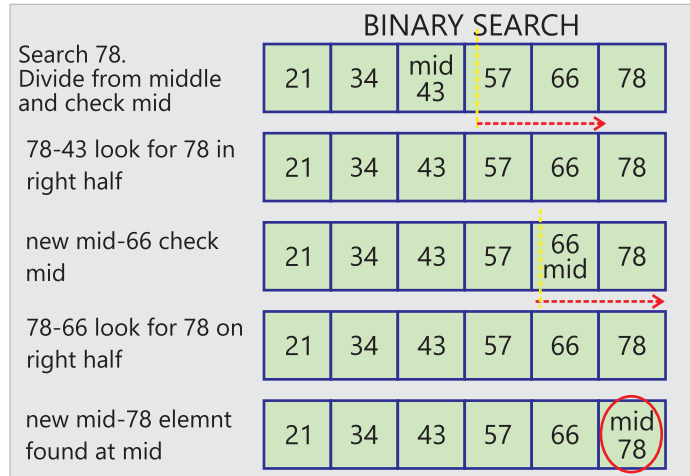 BINARY SEARCH
Search 78.
Divide from middle
and check mid
21 34 mid 43 57 66 78
78-43 look for 78 in
right half
21 34 43 57 66 78
new mid-66 check
mid
21 34 43 57 66 mid 78
78-66 look for 78 on
right half
21 34 43 57 66 78
new mid-78 elemnt
found at mid
21 34 43 57 66 mid 78